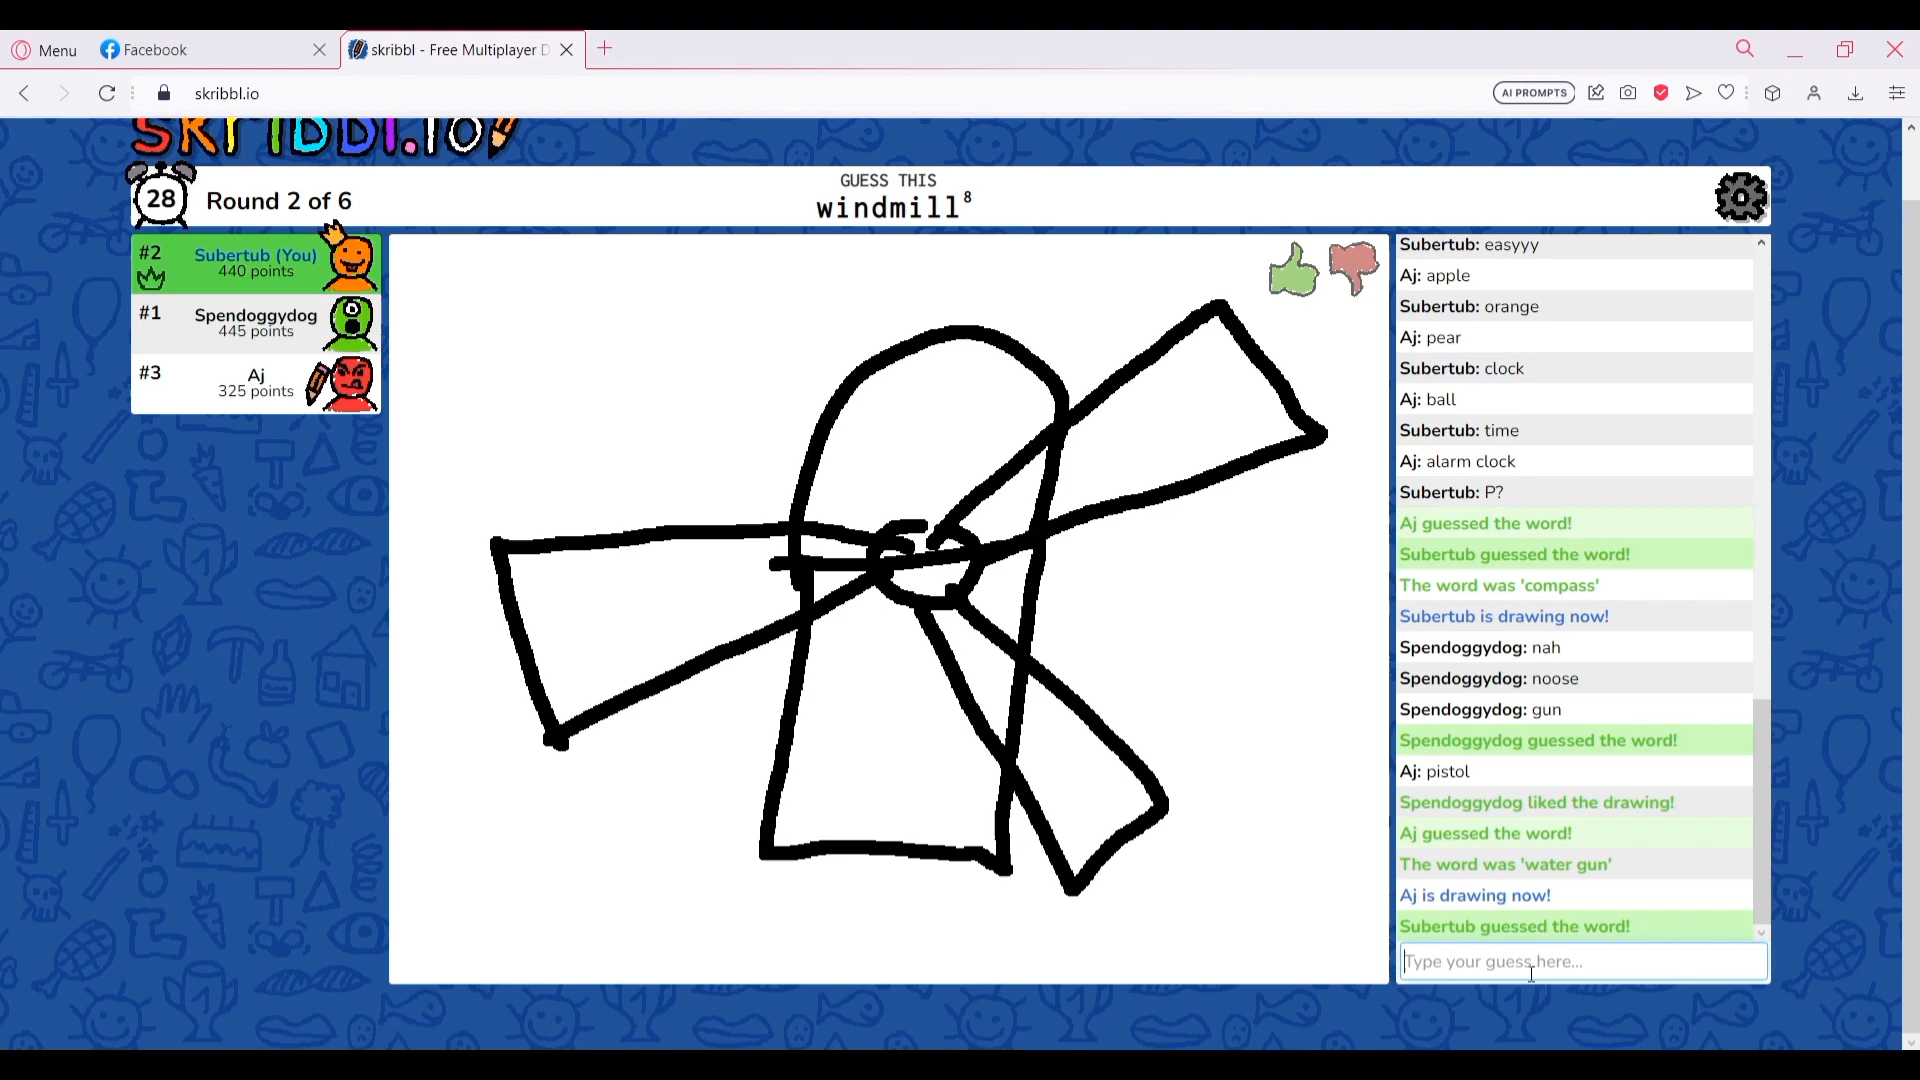 Menu
Facebook
skribbl - Free Multiplayer D
skribbl.io
AI PROMPTS
SKRIBBL.IO
28
Round 2 of 6
GUESS THIS
windmill8
#2
Subertub (You)
440 points
#1
Spendoggydog
445 points
#3
Aj
325 points
Subertub: easyyy
Aj: apple
Subertub: orange
Aj: pear
Subertub: clock
Aj: ball
Subertub: time
Aj: alarm clock
Subertub: P?
Aj guessed the word!
Subertub guessed the word!
The word was 'compass'
Subertub is drawing now!
Spendoggydog: nah
Spendoggydog: noose
Spendoggydog: gun
Spendoggydog guessed the word!
Aj: pistol
Spendoggydog liked the drawing!
Aj guessed the word!
The word was 'water gun'
Aj is drawing now!
Subertub guessed the word!
Type your guess here...